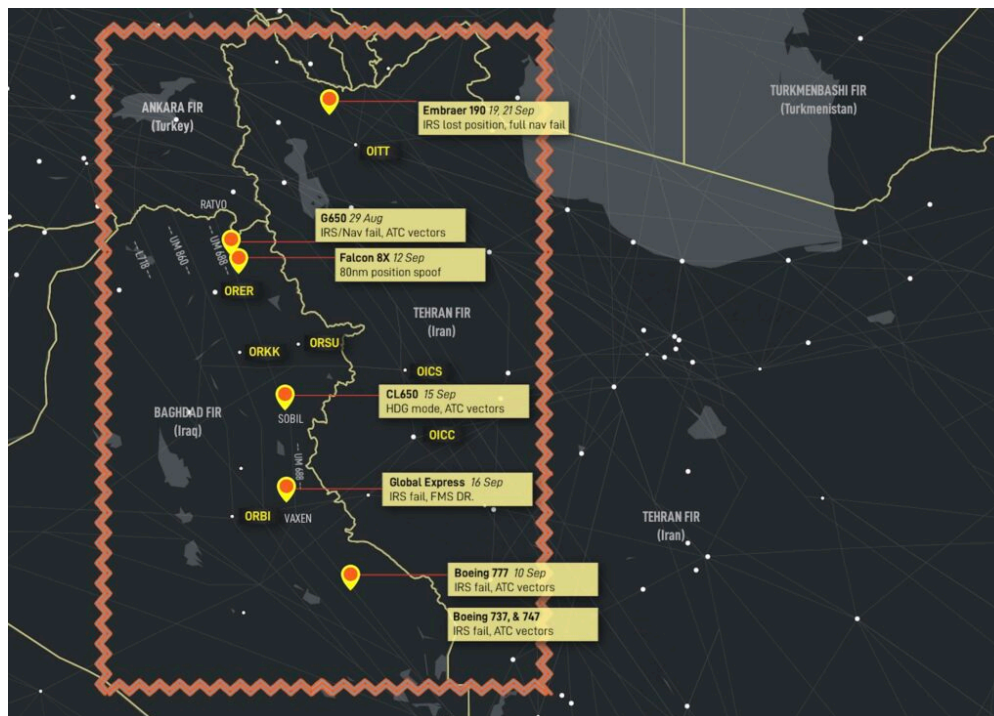 ANKARA FIR
(Turkey)
TURKMENBASHI FIR
(Turkmenistan)
Embraer 190 19, 21 Sep
IRS lost position, full nav fail
OITT
RATVO
G650 29 Aug
IRS/Nav fail, ATC vectors
UM 688
UM 860
L718
Falcon 8X 12 Sep
80nm position spoof
ORER
TEHRAN FIR
(Iran)
ORSU
ORKK
OICS
CL650 15 Sep
HDG mode, ATC vectors
BAGHDAD FIR
(Iraq)
SOBIL
OICC
UM 688
Global Express 16 Sep
IRS fail, FMS DR.
ORBI
VAXEN
TEHRAN FIR
(Iran)
Boeing 777 10 Sep
IRS fail, ATC vectors
Boeing 737, & 747
IRS fail, ATC vectors